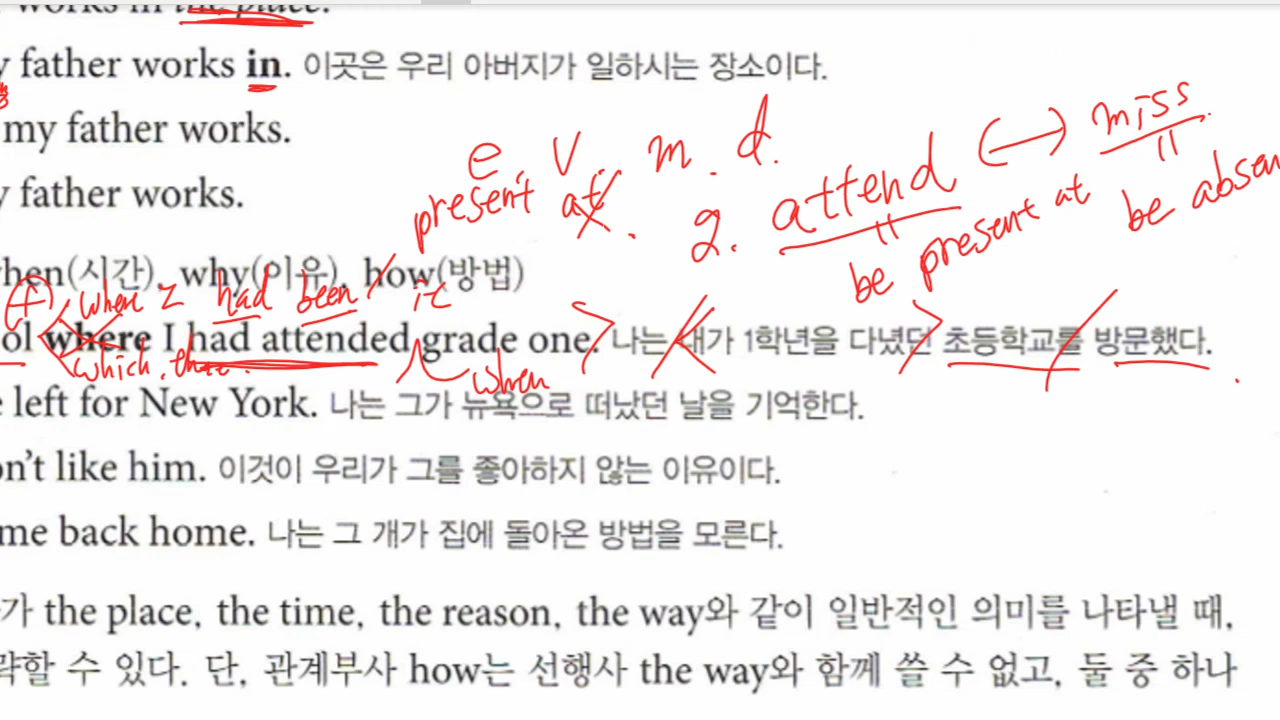 works in the place.
father works in. 이곳은 우리 아버지가 일하시는 장소이다.
my father works.
e. v. m. d.
attend ↔ miss
father works.
present at.
2.
be present at
be absen
hen(시간), why(이유), how(방법)
where I had been it
ol where I had attended grade one. 나는 내가 1학년을 다녔던 초등학교를 방문했다.
which, when
left for New York. 나는 그가 뉴욕으로 떠났던 날을 기억한다.
on't like him. 이것이 우리가 그를 좋아하지 않는 이유이다.
me back home. 나는 그 개가 집에 돌아온 방법을 모른다.
가 the place, the time, the reason, the way와 같이 일반적인 의미를 나타낼 때,
략할 수 있다. 단, 관계부사 how는 선행사 the way와 함께 쓸 수 없고, 둘 중 하나